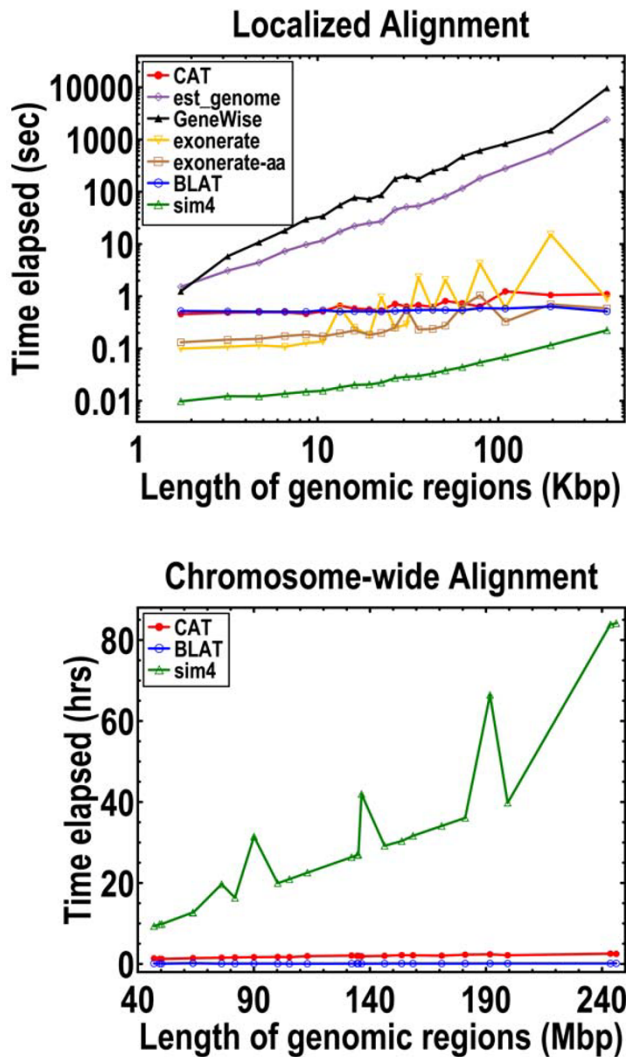 Localized Alignment
Time elapsed (sec)
10000
1000
100
10
1
0.1
0.01
CAT
est_genome
GeneWise
exonerate
exonerate-aa
BLAT
sim4
1 10 100
Length of genomic regions (Kbp)
Chromosome-wide Alignment
Time elapsed (hrs)
80
60
40
20
0
CAT
BLAT
sim4
40 90 140 190 240
Length of genomic regions (Mbp)